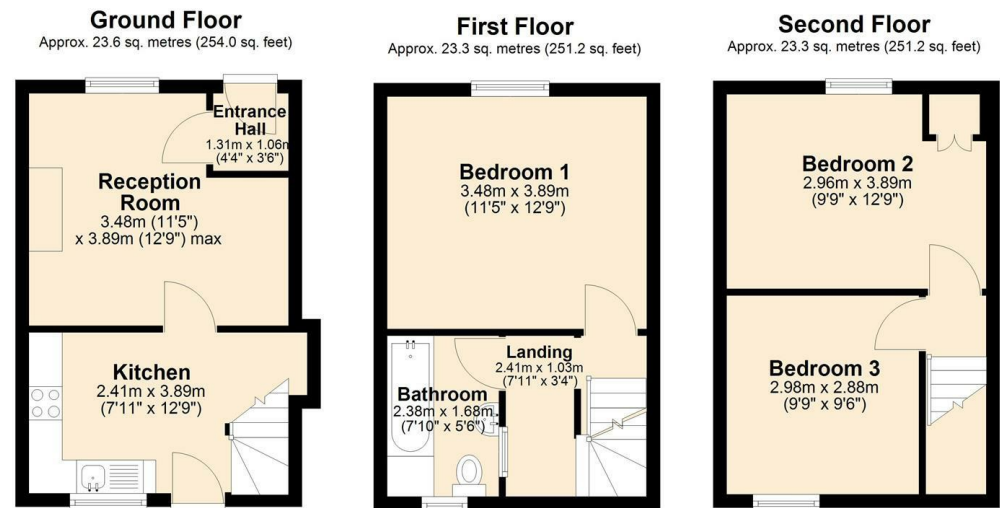 Ground Floor
Approx. 23.6 sq. metres (254.0 sq. feet)
Entrance
Hall
1.31m x 1.06m
(4'4" x 3'6")
Reception
Room
3.48m (11'5")
x 3.89m (12'9") max
Kitchen
2.41m x 3.89m
(7'11" x 12'9")
First Floor
Approx. 23.3 sq. metres (251.2 sq. feet)
Bedroom 1
3.48m x 3.89m
(11'5" x 12'9")
Landing
2.41m x 1.03m
(7'11" x 3'4")
Bathroom
2.38m x 1.68m
(7'10" x 5'6")
Second Floor
Approx. 23.3 sq. metres (251.2 sq. feet)
Bedroom 2
2.96m x 3.89m
(9'9" x 12'9")
Bedroom 3
2.98m x 2.88m
(9'9" x 9'6")